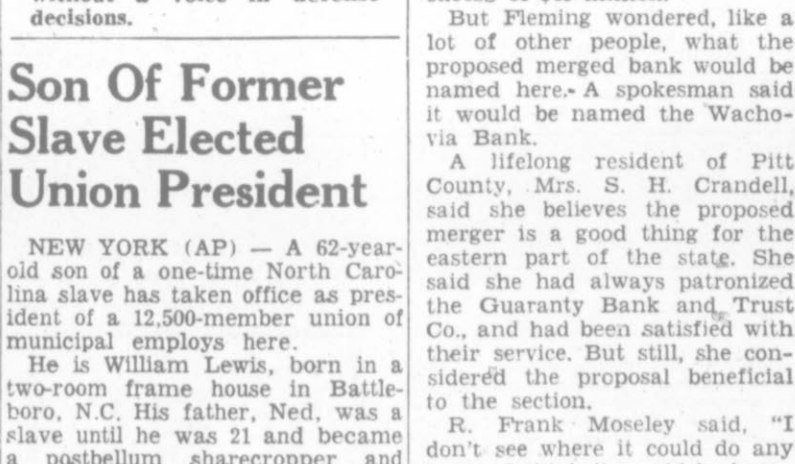 decisions.
Son Of Former
Slave Elected
Union President
NEW YORK (AP) — A 62-year-
old son of a one-time North Caro-
lina slave has taken office as pres-
ident of a 12,500-member union of
municipal employs here.
He is William Lewis, born in a
two-room frame house in Battle-
boro, N.C. His father, Ned, was a
slave until he was 21 and became
a postbellum sharecropper and
But Fleming wondered, like a
lot of other people, what the
proposed merged bank would be
named here. A spokesman said
it would be named the Wacho-
via Bank.
A lifelong resident of Pitt
County, Mrs. S. H. Crandell,
said she believes the proposed
merger is a good thing for the
eastern part of the state. She
said she had always patronized
the Guaranty Bank and Trust
Co., and had been satisfied with
their service. But still, she con-
sidered the proposal beneficial
to the section.
R. Frank Moseley said, "I
don't see where it could do any